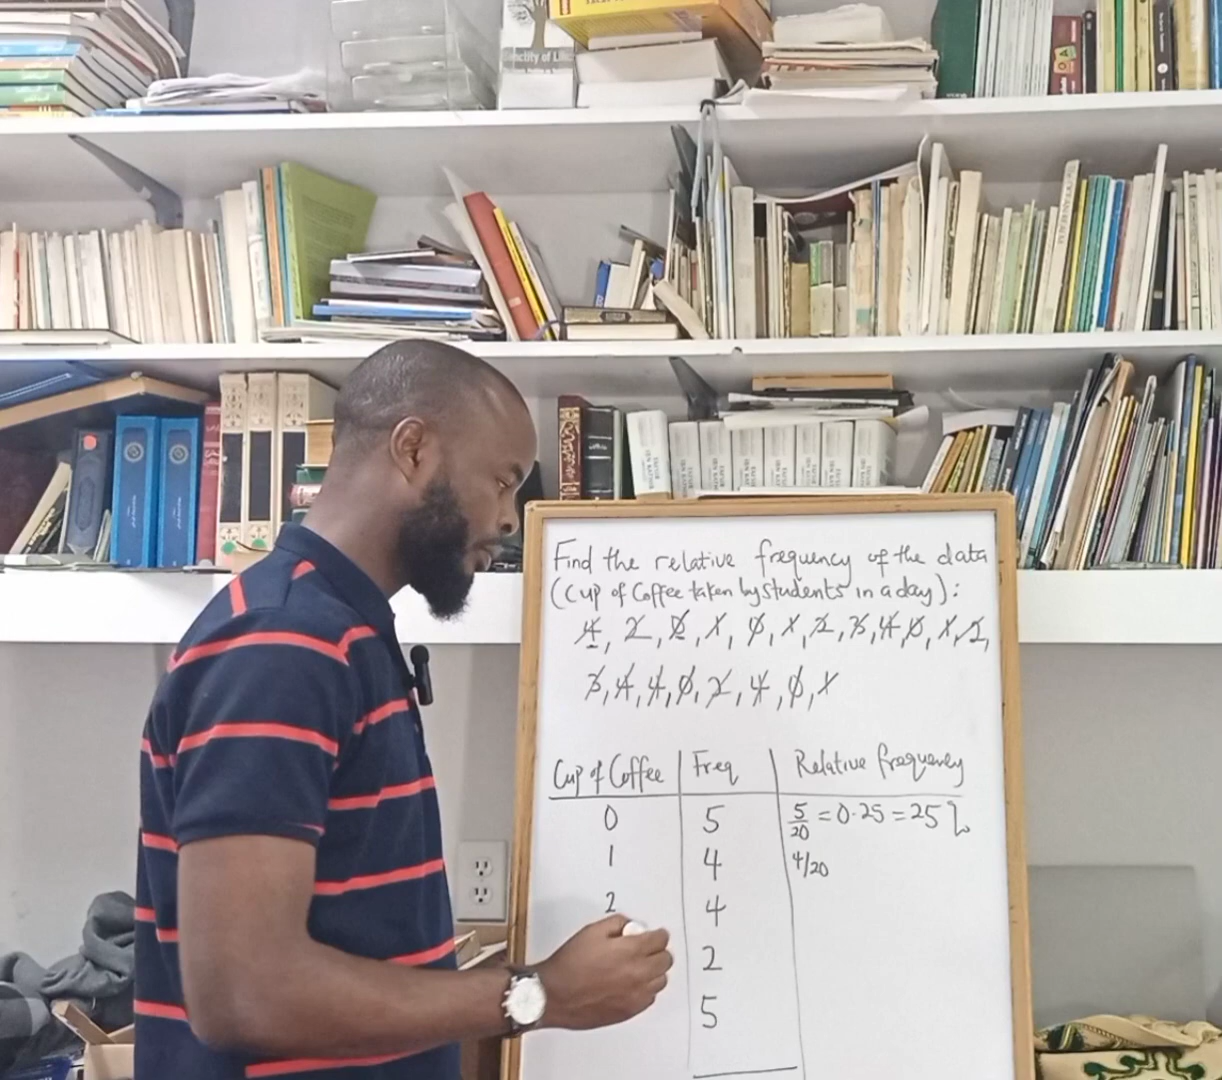 Find the relative frequency of the data
(Cup of Coffee taken by students in a day):
4, 2, 0, 1, 0, 1, 2, 3, 4, 0, 1, 2,
3, 4, 4, 0, 2, 4, 0, 1
Cup of Coffee Freq Relative frequency
0 5 5/20 = 0.25 = 25%
1 4 4/20
2 4
2
5